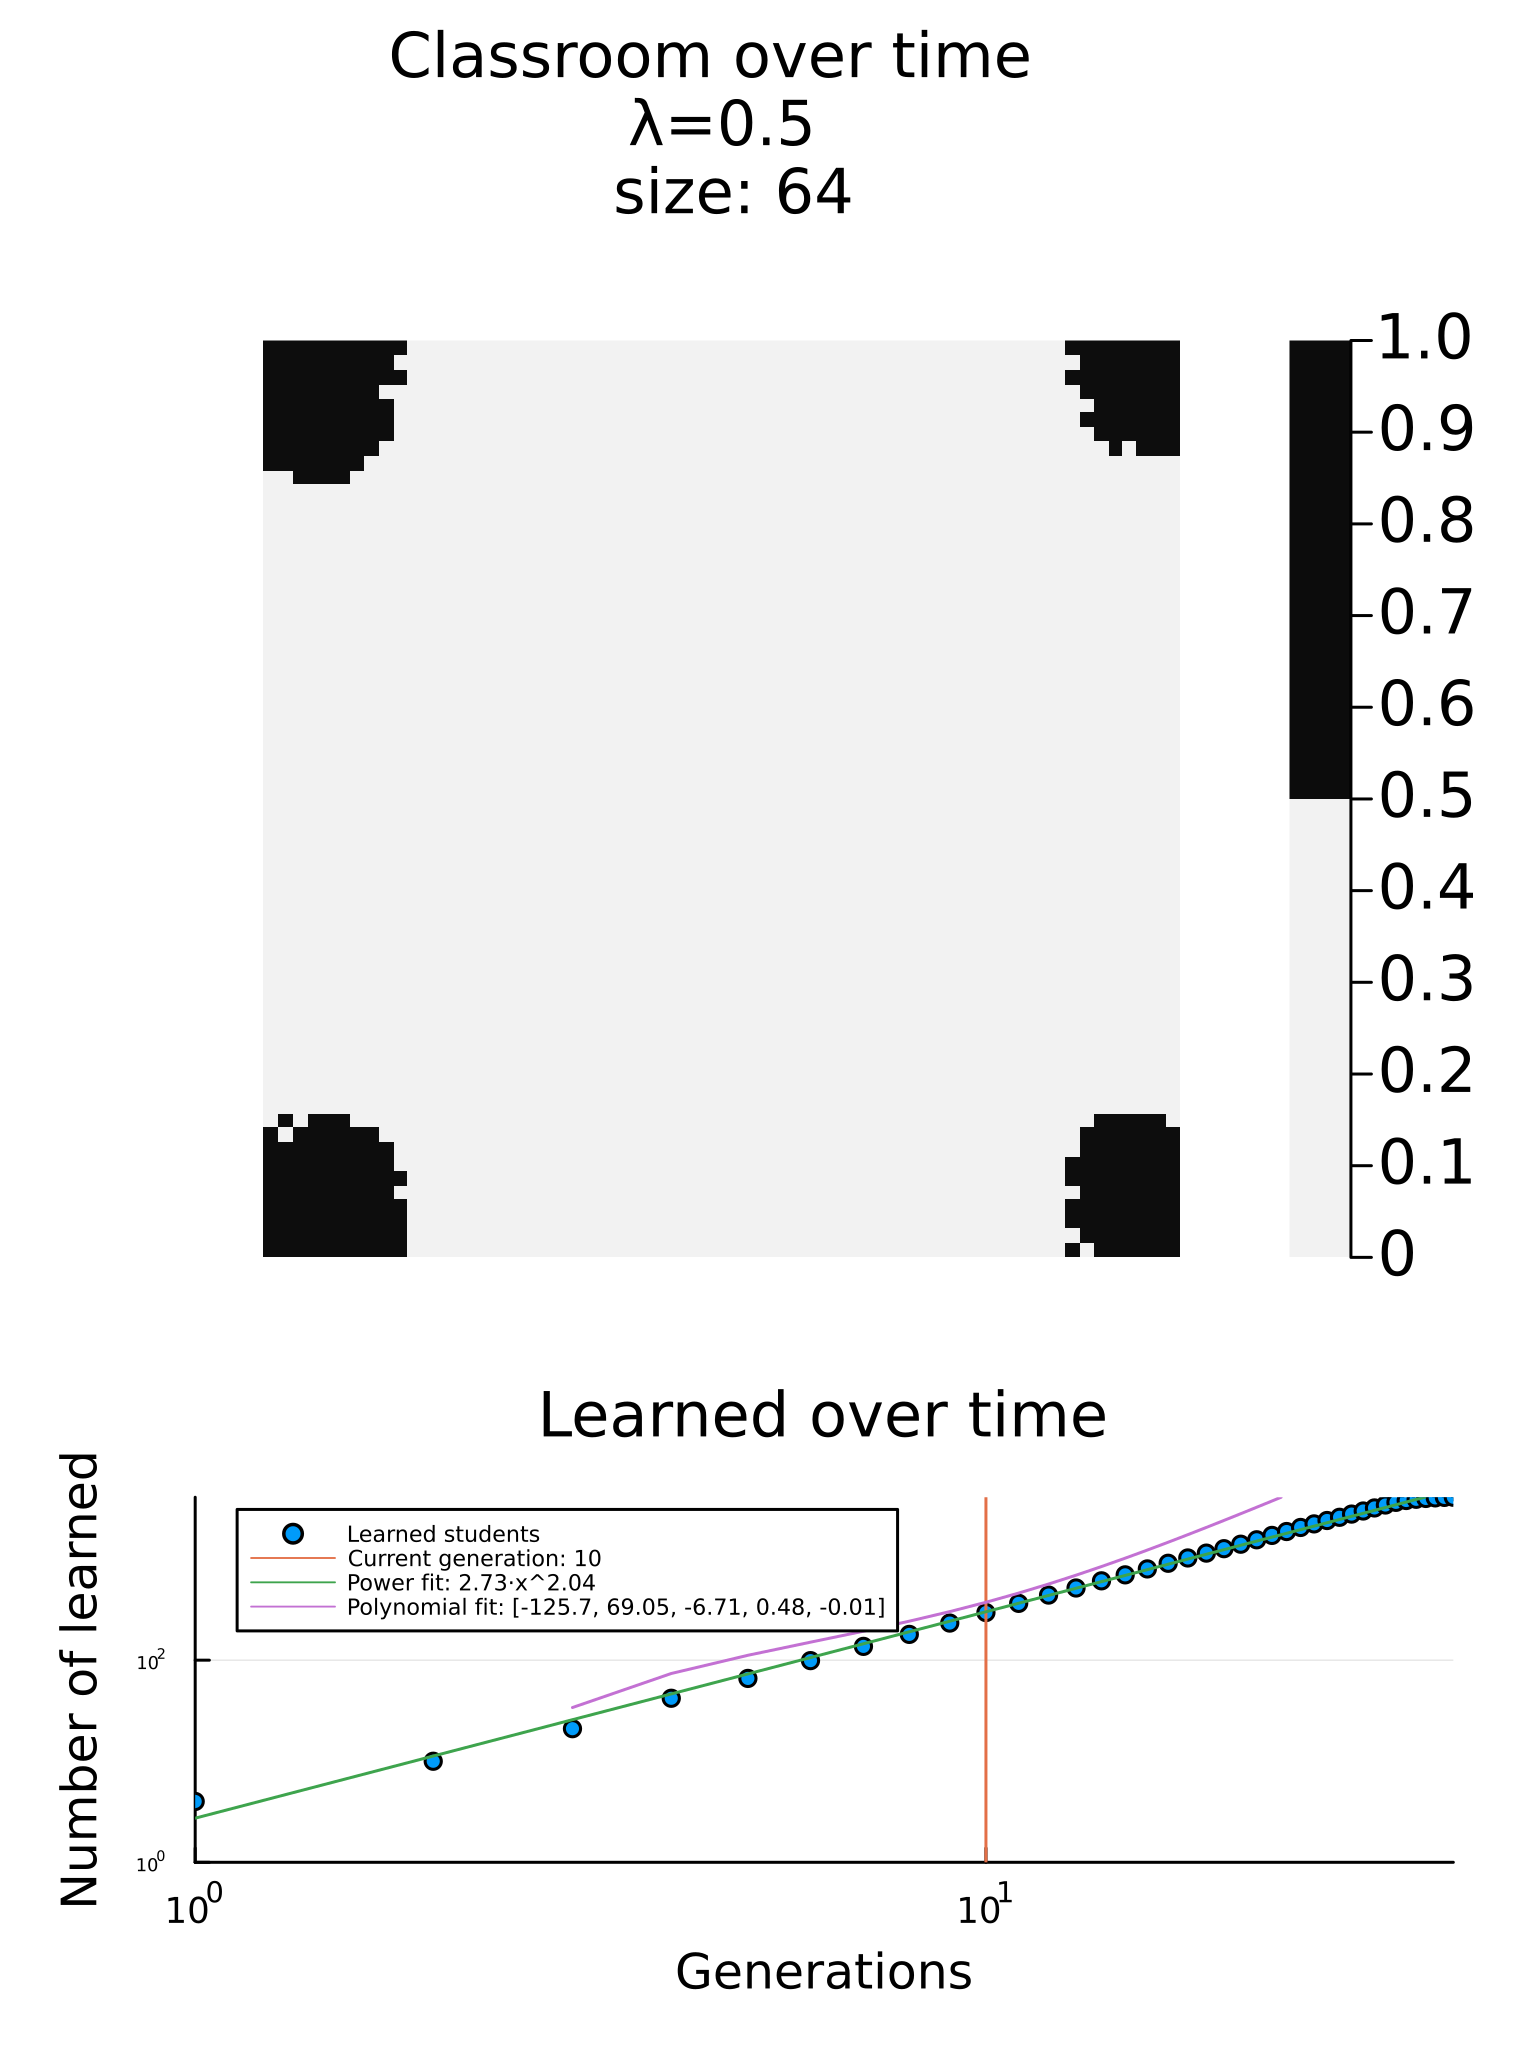 Classroom over time
λ=0.5
size: 64
1.0
0.9
0.8
0.7
0.6
0.5
0.4
0.3
0.2
0.1
0
Learned over time
Number of learned
Learned students
Current generation: 10
Power fit: 2.73·x^2.04
Polynomial fit: [-125.7, 69.05, -6.71, 0.48, -0.01]
10^2
10^0
10^0 10^1
Generations